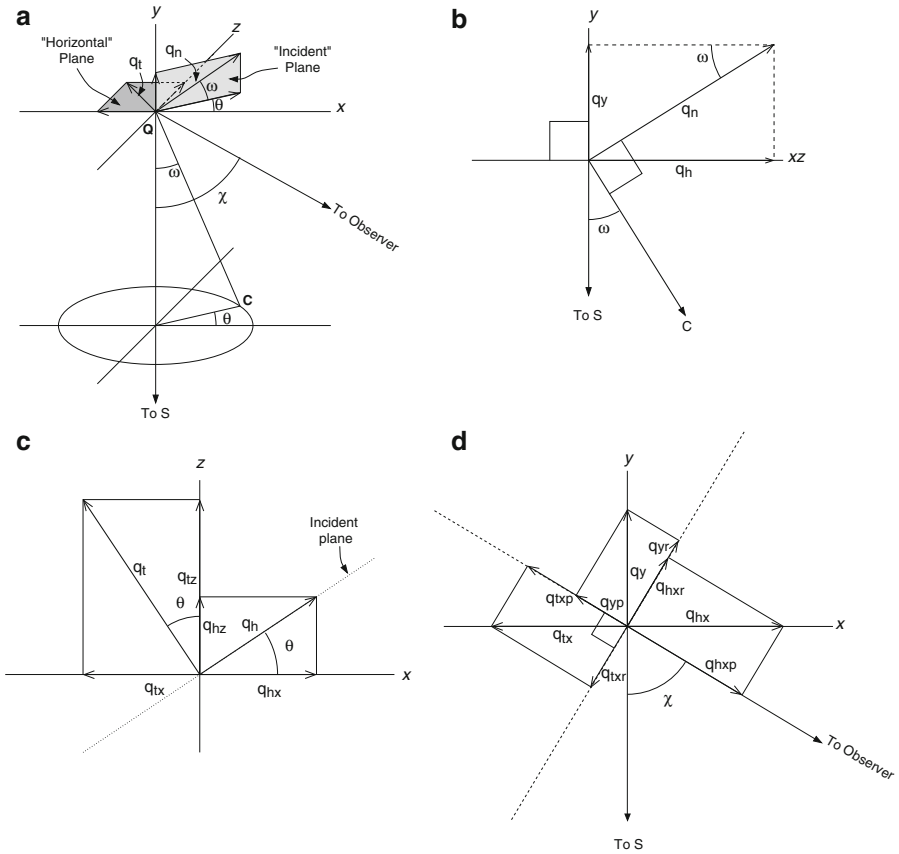 a
y
z
"Horizontal"
Plane
qt
qn
"Incident"
Plane
ω
θ
x
Q
ω
χ
To Observer
C
θ
To S
b
y
ω
qy
qn
qh
xz
ω
To S
C
c
z
Incident
plane
qt
qtz
θ
qhz
qh
θ
qtx
qhx
x
d
y
qyr
qy
qhxr
qtxp
qyp
qhx
x
qtx
qtxr
qhxp
χ
To Observer
To S